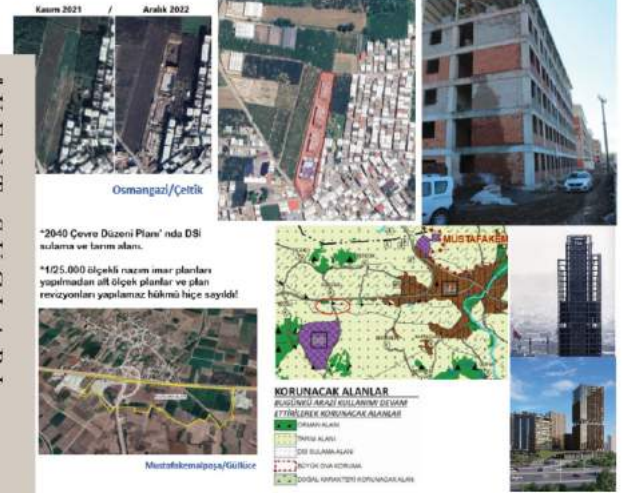 Kasım 2021 / Aralık 2022
Osmangazi/Çeltik
"2040 Çevre Düzeni Planı' nda DSİ
sulama ve tarım alanı.
*1/25.000 ölçekli nazım imar planları
yapılmadan alt ölçek planlar ve plan
revizyonları yapılamaz hükmü hiçe sayıldı!
MUSTAFAKEM
Mustafakemalpaşa/Güllüce
KORUNACAK ALANLAR
BUGÜNKÜ ARAZİ KULLANIMI DEVAM
ETTİRİLEREK KORUNACAK ALANLAR
ORMAN ALANI
TARIM ALANI
DSİ SULAMA ALANI
BÜYÜK OVA KORUMA
DOĞAL KARAKTERİ KORUNACAK ALAN